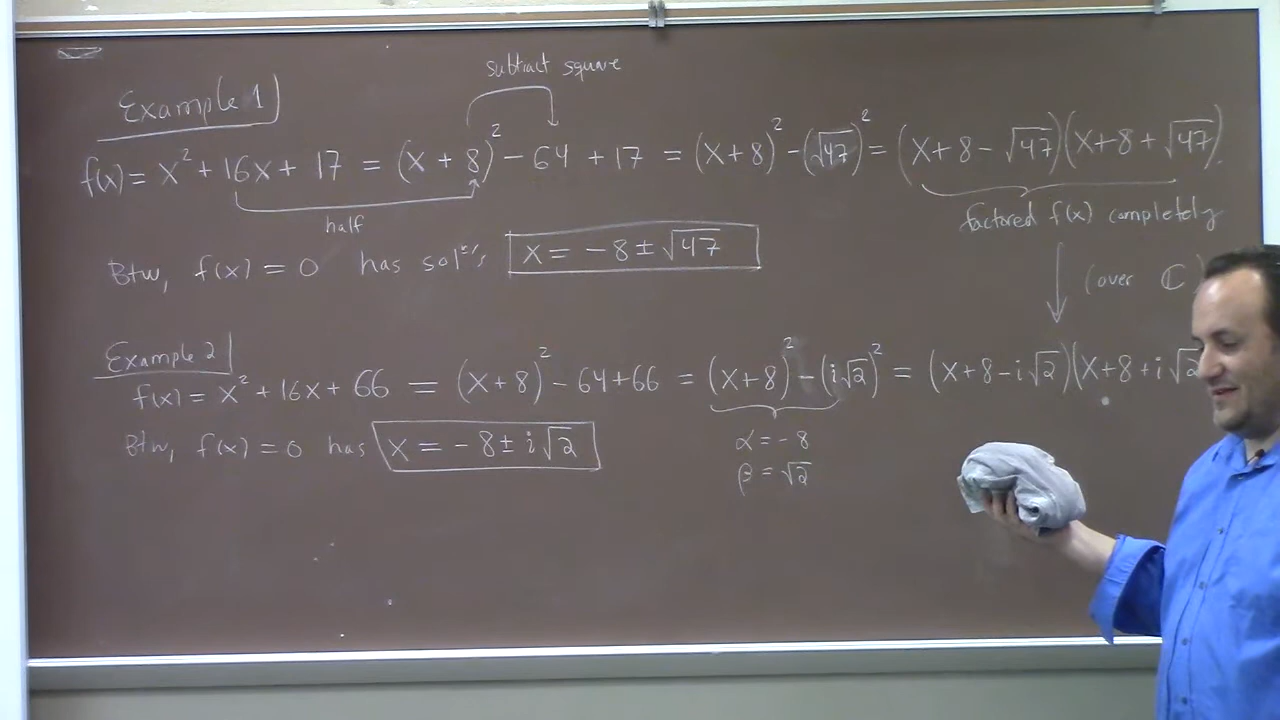 subtract square
Example 1
f(x) = x² + 16x + 17 = (x + 8)² - 64 + 17 = (x+8)² - (√47)² = (x+8-√47)(x+8+√47).
half
factored f(x) completely
Btw, f(x) = 0 has solⁿ's x = -8 ± √47
(over ℂ
Example 2
f(x) = x² + 16x + 66 = (x+8)² - 64+66 = (x+8)² - (i√2)² = (x+8-i√2)(x+8+i√2
Btw, f(x) = 0 has x = -8 ± i√2
α = -8
β = √2